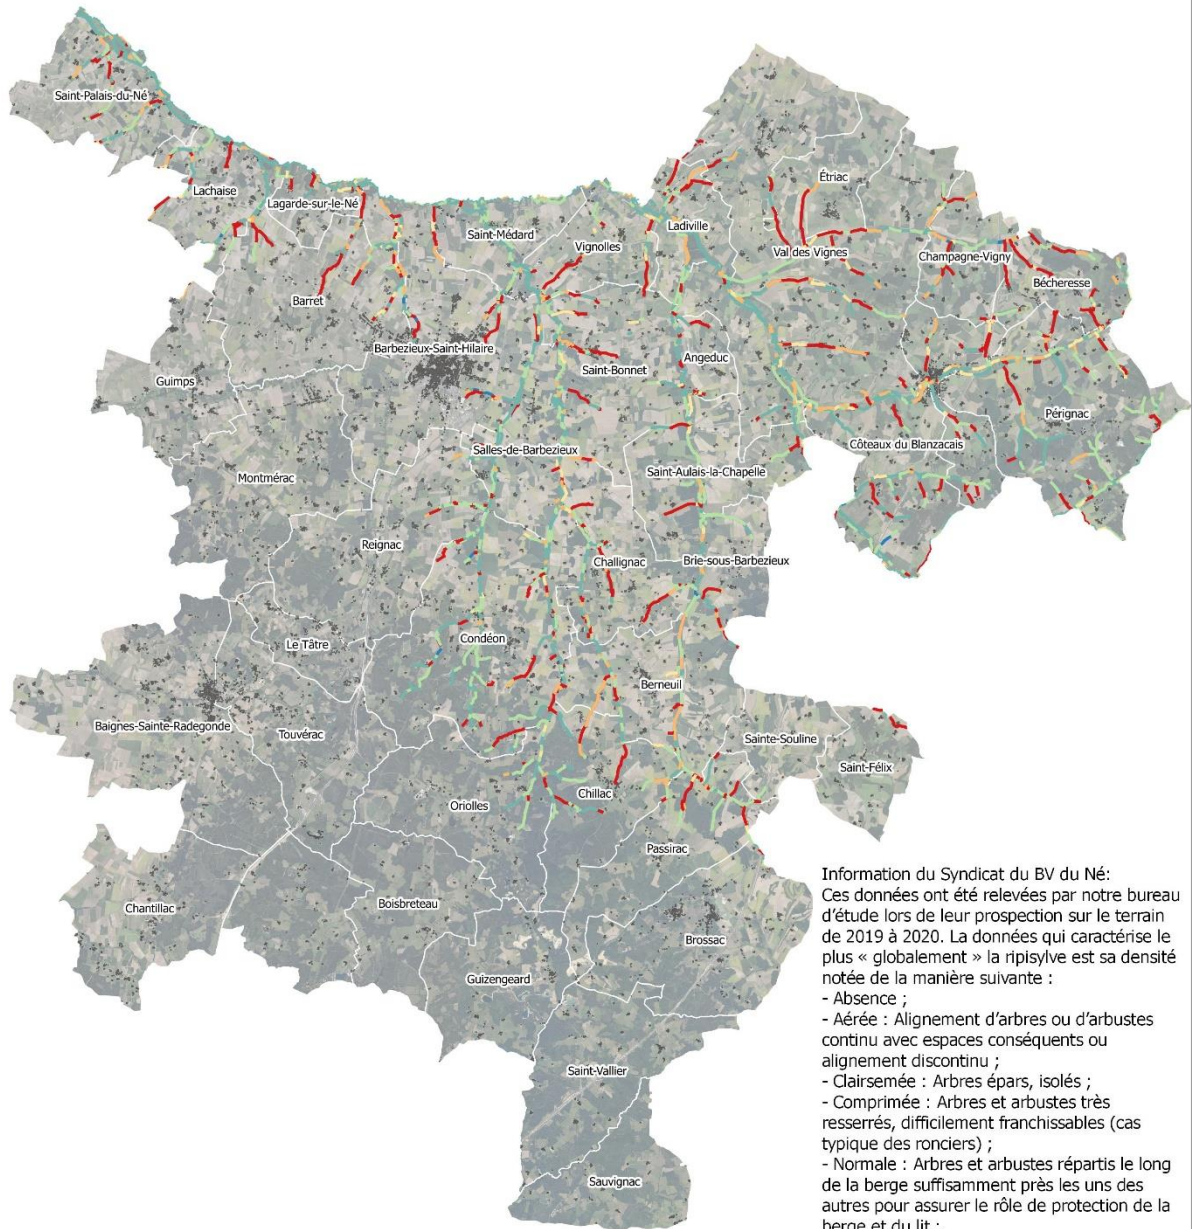 Saint-Palais-du-Né
Lachaise
Lagarde-sur-le-Né
Saint-Médard
Vignolles
Ladiville
Étriac
Val des Vignes
Champagne-Vigny
Bécheresse
Barret
Barbezieux-Saint-Hilaire
Saint-Bonnet
Angeduc
Guimps
Pérignac
Côteaux du Blanzacais
Salles-de-Barbezieux
Saint-Aulais-la-Chapelle
Montmérac
Reignac
Challignac
Brie-sous-Barbezieux
Le Tâtre
Condéon
Berneuil
Baignes-Sainte-Radegonde
Touvérac
Sainte-Souline
Saint-Félix
Oriolles
Chillac
Passirac
Chantillac
Boisbreteau
Brossac
Guizengeard
Saint-Vallier
Sauvignac
Information du Syndicat du BV du Né:
Ces données ont été relevées par notre bureau
d'étude lors de leur prospection sur le terrain
de 2019 à 2020. La données qui caractérise le
plus « globalement » la ripisylve est sa densité
notée de la manière suivante :
- Absence ;
- Aérée : Alignement d'arbres ou d'arbustes
continu avec espaces conséquents ou
alignement discontinu ;
- Clairsemée : Arbres épars, isolés ;
- Comprimée : Arbres et arbustes très
resserrés, difficilement franchissables (cas
typique des ronciers) ;
- Normale : Arbres et arbustes répartis le long
de la berge suffisamment près les uns des
autres pour assurer le rôle de protection de la
berge et du lit ;